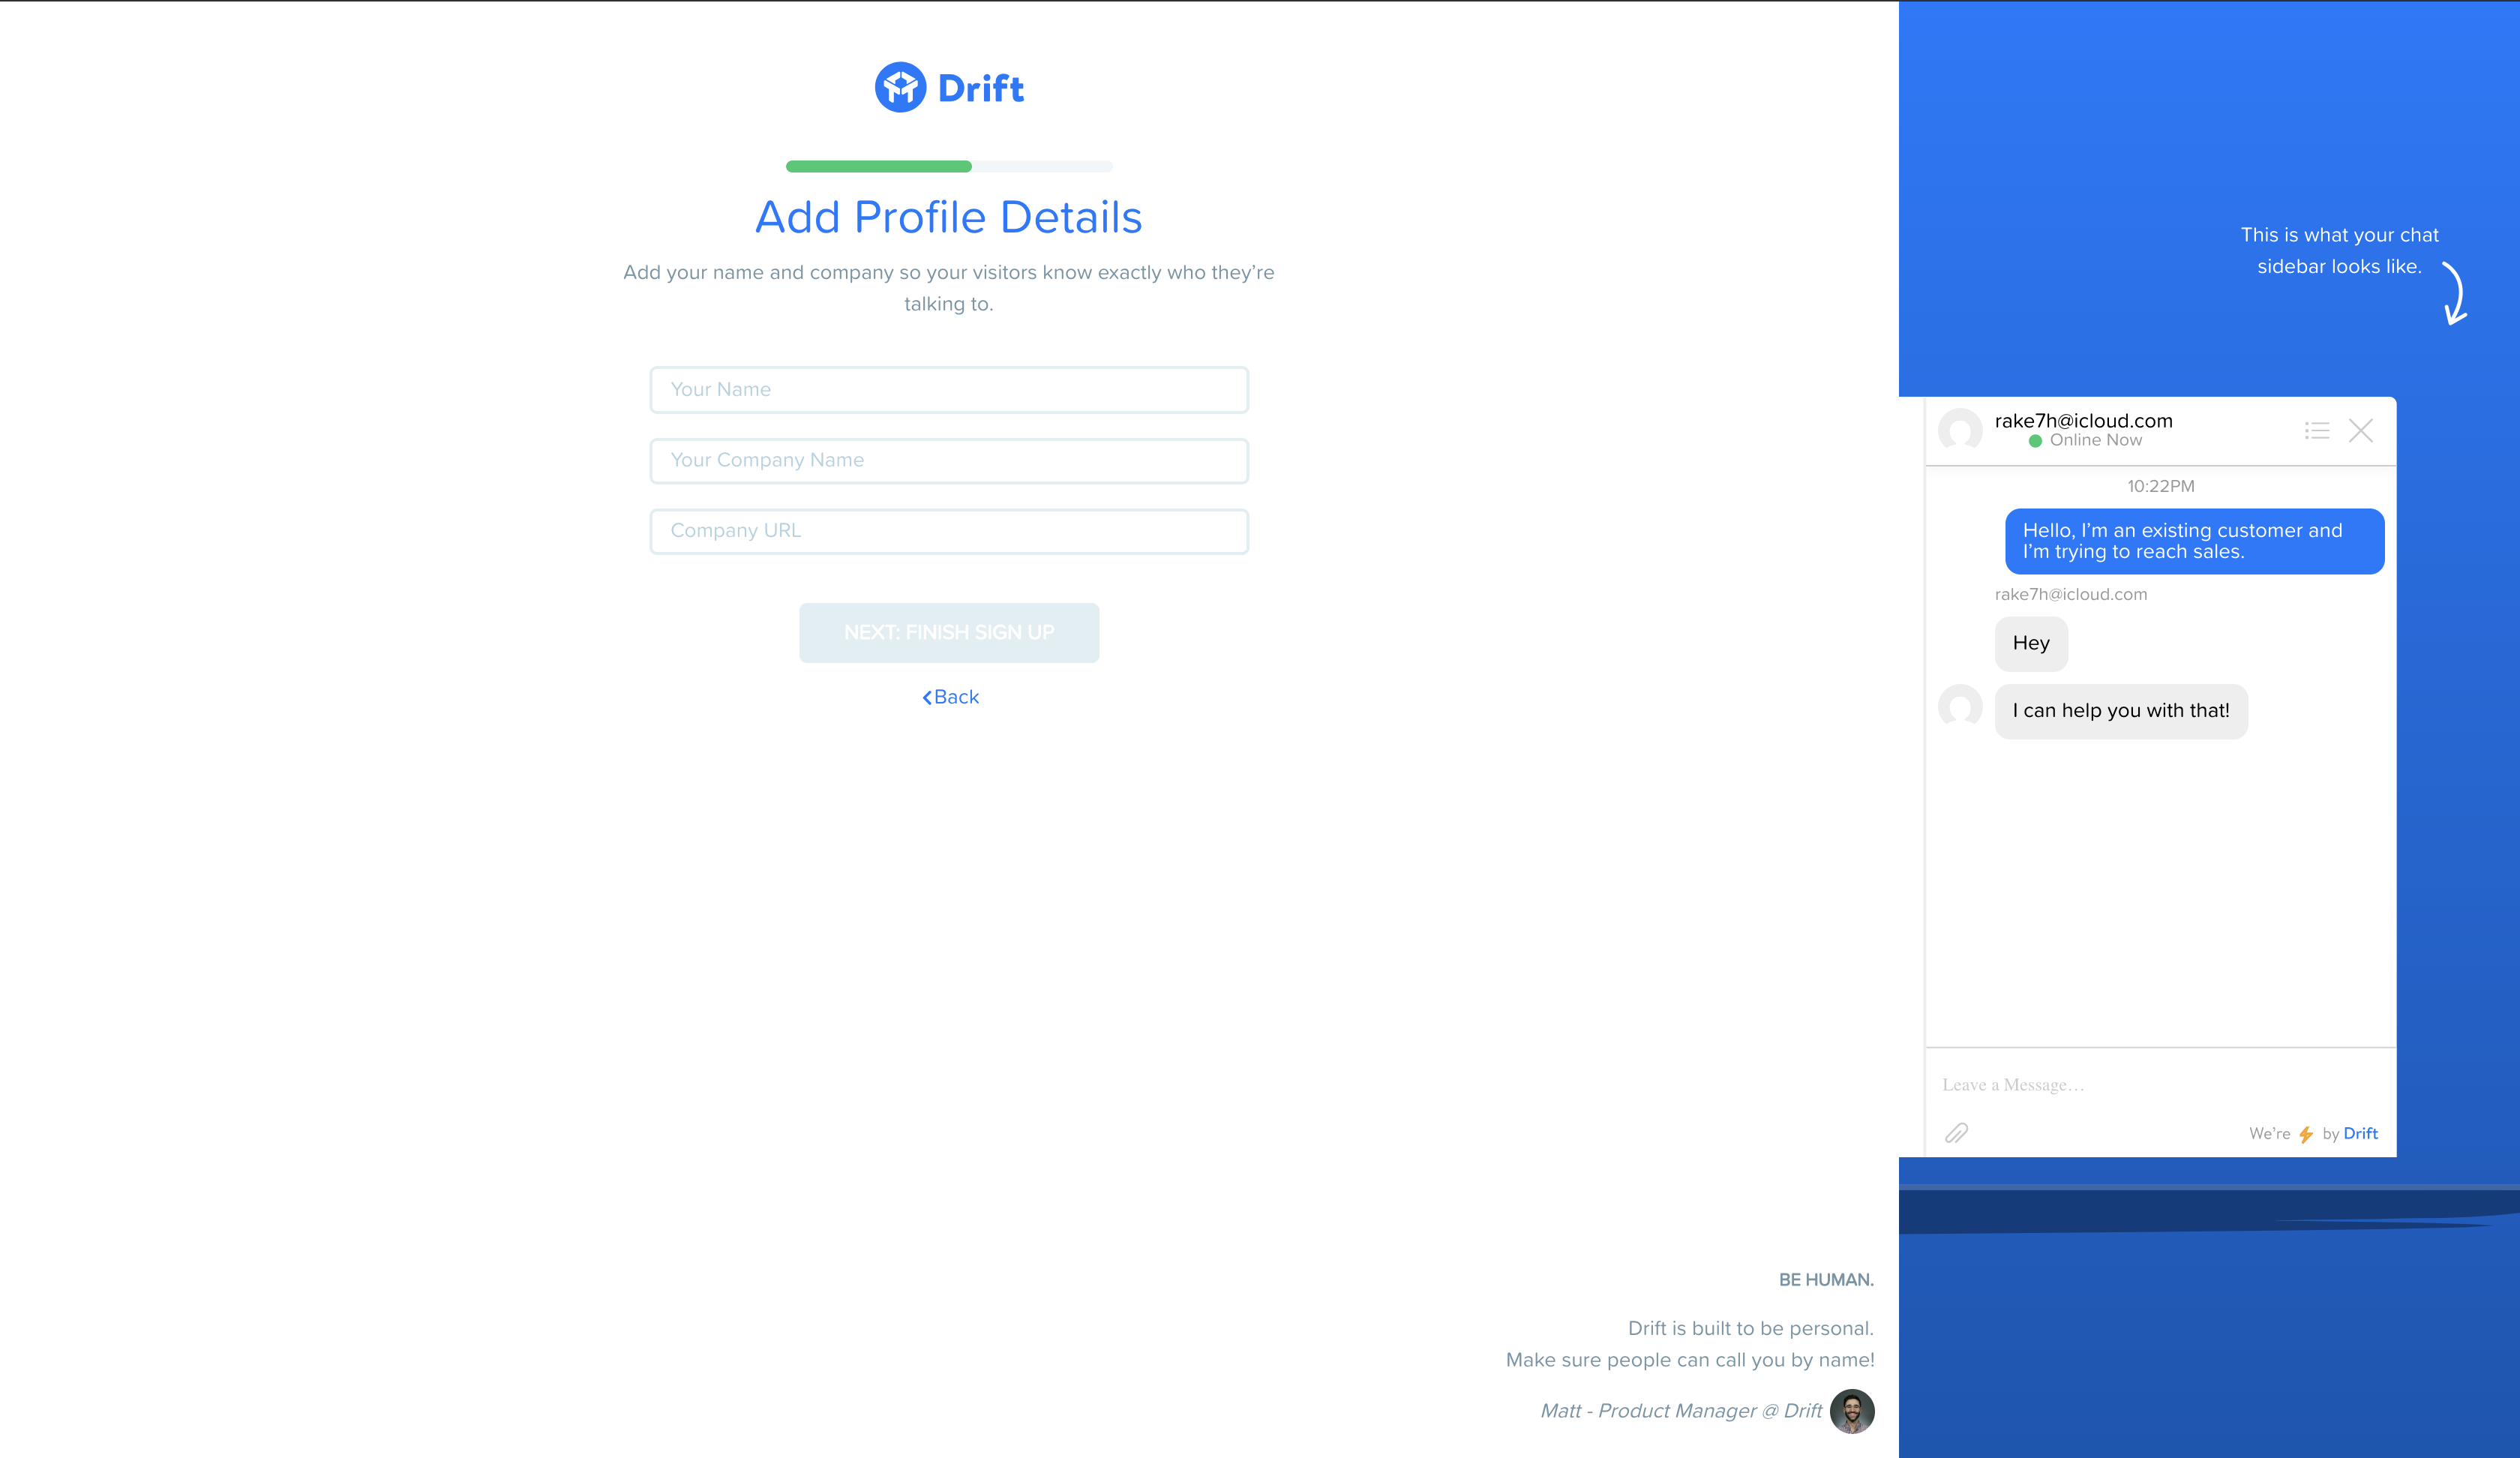 Drift
Add Profile Details
Add your name and company so your visitors know exactly who they’re
talking to.
Your Name
Your Company Name
Company URL
NEXT: FINISH SIGN UP
Back
BE HUMAN.
Drift is built to be personal.
Make sure people can call you by name!
Matt - Product Manager @ Drift
This is what your chat
sidebar looks like.
rake7h@icloud.com
Online Now
10:22PM
Hello, I’m an existing customer and
I’m trying to reach sales.
rake7h@icloud.com
Hey
I can help you with that!
Leave a Message…
We’re ⚡ by Drift